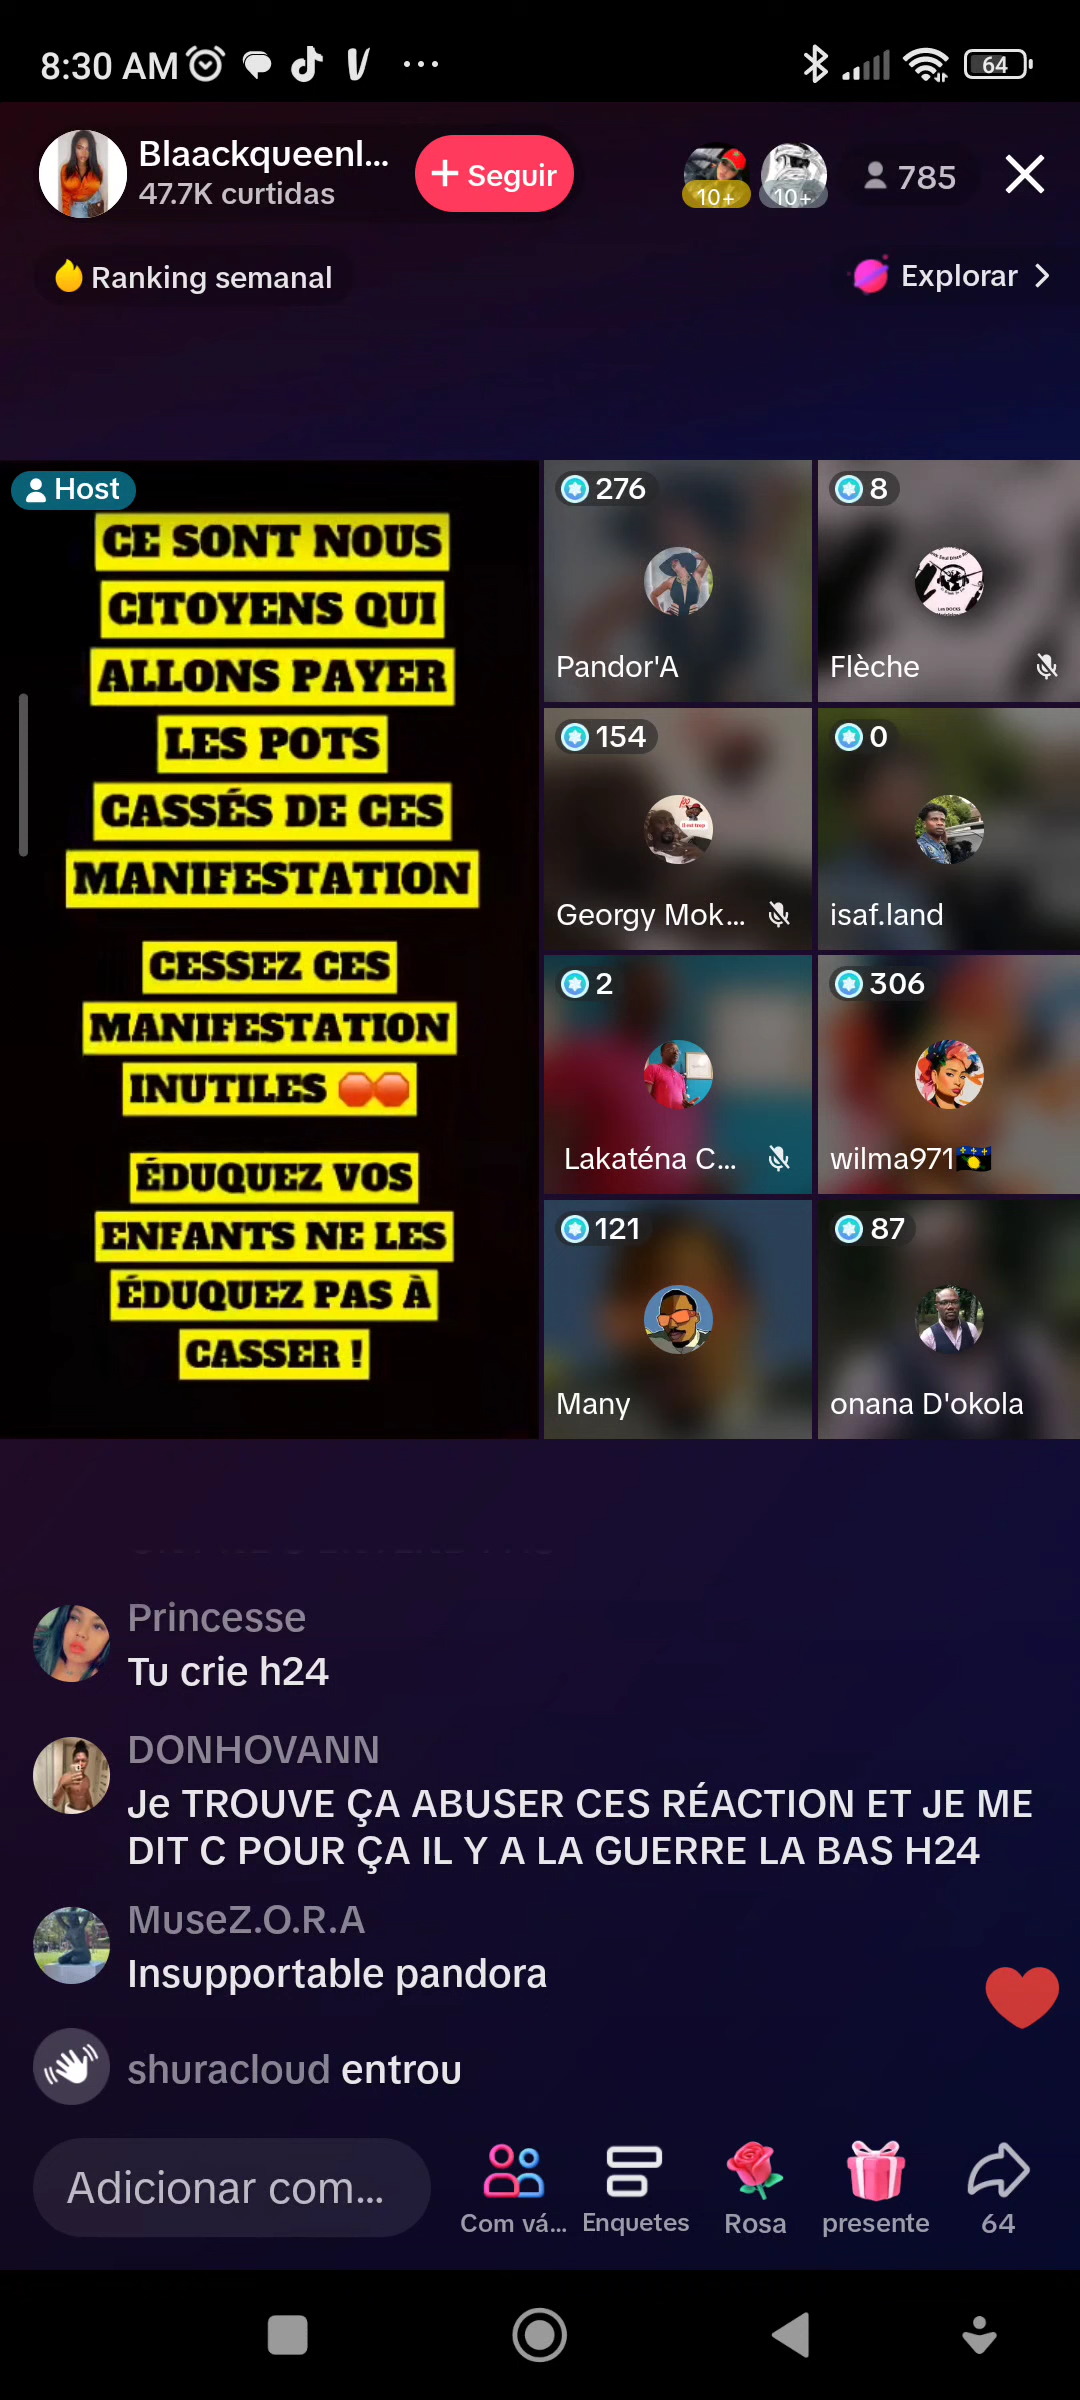 8:30 AM
64
Blaackqueenl...
47.7K curtidas
+ Seguir
10+
10+
785
Ranking semanal
Explorar >
Host
CE SONT NOUS
CITOYENS QUI
ALLONS PAYER
LES POTS
CASSÉS DE CES
MANIFESTATION
CESSEZ CES
MANIFESTATION
INUTILES 🛑🛑
ÉDUQUEZ VOS
ENFANTS NE LES
ÉDUQUEZ PAS À
CASSER !
276
Pandor'A
8
Flèche
154
Georgy Mok...
0
isaf.land
2
Lakaténa C...
306
wilma971
121
Many
87
onana D'okola
Princesse
Tu crie h24
DONHOVANN
Je TROUVE ÇA ABUSER CES RÉACTION ET JE ME
DIT C POUR ÇA IL Y A LA GUERRE LA BAS H24
MuseZ.O.R.A
Insupportable pandora
shuracloud entrou
Adicionar com...
Com vá...
Enquetes
Rosa
presente
64